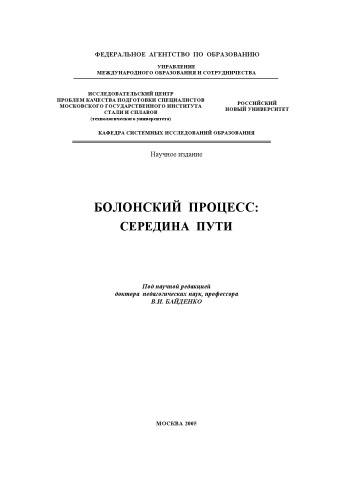 ФЕДЕРАЛЬНОЕ АГЕНТСТВО ПО ОБРАЗОВАНИЮ
УПРАВЛЕНИЕ
МЕЖДУНАРОДНОГО ОБРАЗОВАНИЯ И СОТРУДНИЧЕСТВА
ИССЛЕДОВАТЕЛЬСКИЙ ЦЕНТР
ПРОБЛЕМ КАЧЕСТВА ПОДГОТОВКИ СПЕЦИАЛИСТОВ
МОСКОВСКОГО ГОСУДАРСТВЕННОГО ИНСТИТУТА
СТАЛИ И СПЛАВОВ
(технологического университета)
РОССИЙСКИЙ
НОВЫЙ УНИВЕРСИТЕТ
КАФЕДРА СИСТЕМНЫХ ИССЛЕДОВАНИЙ ОБРАЗОВАНИЯ
Научное издание
БОЛОНСКИЙ ПРОЦЕСС:
СЕРЕДИНА ПУТИ
Под научной редакцией
доктора педагогических наук, профессора
В.И. БАЙДЕНКО
МОСКВА 2005